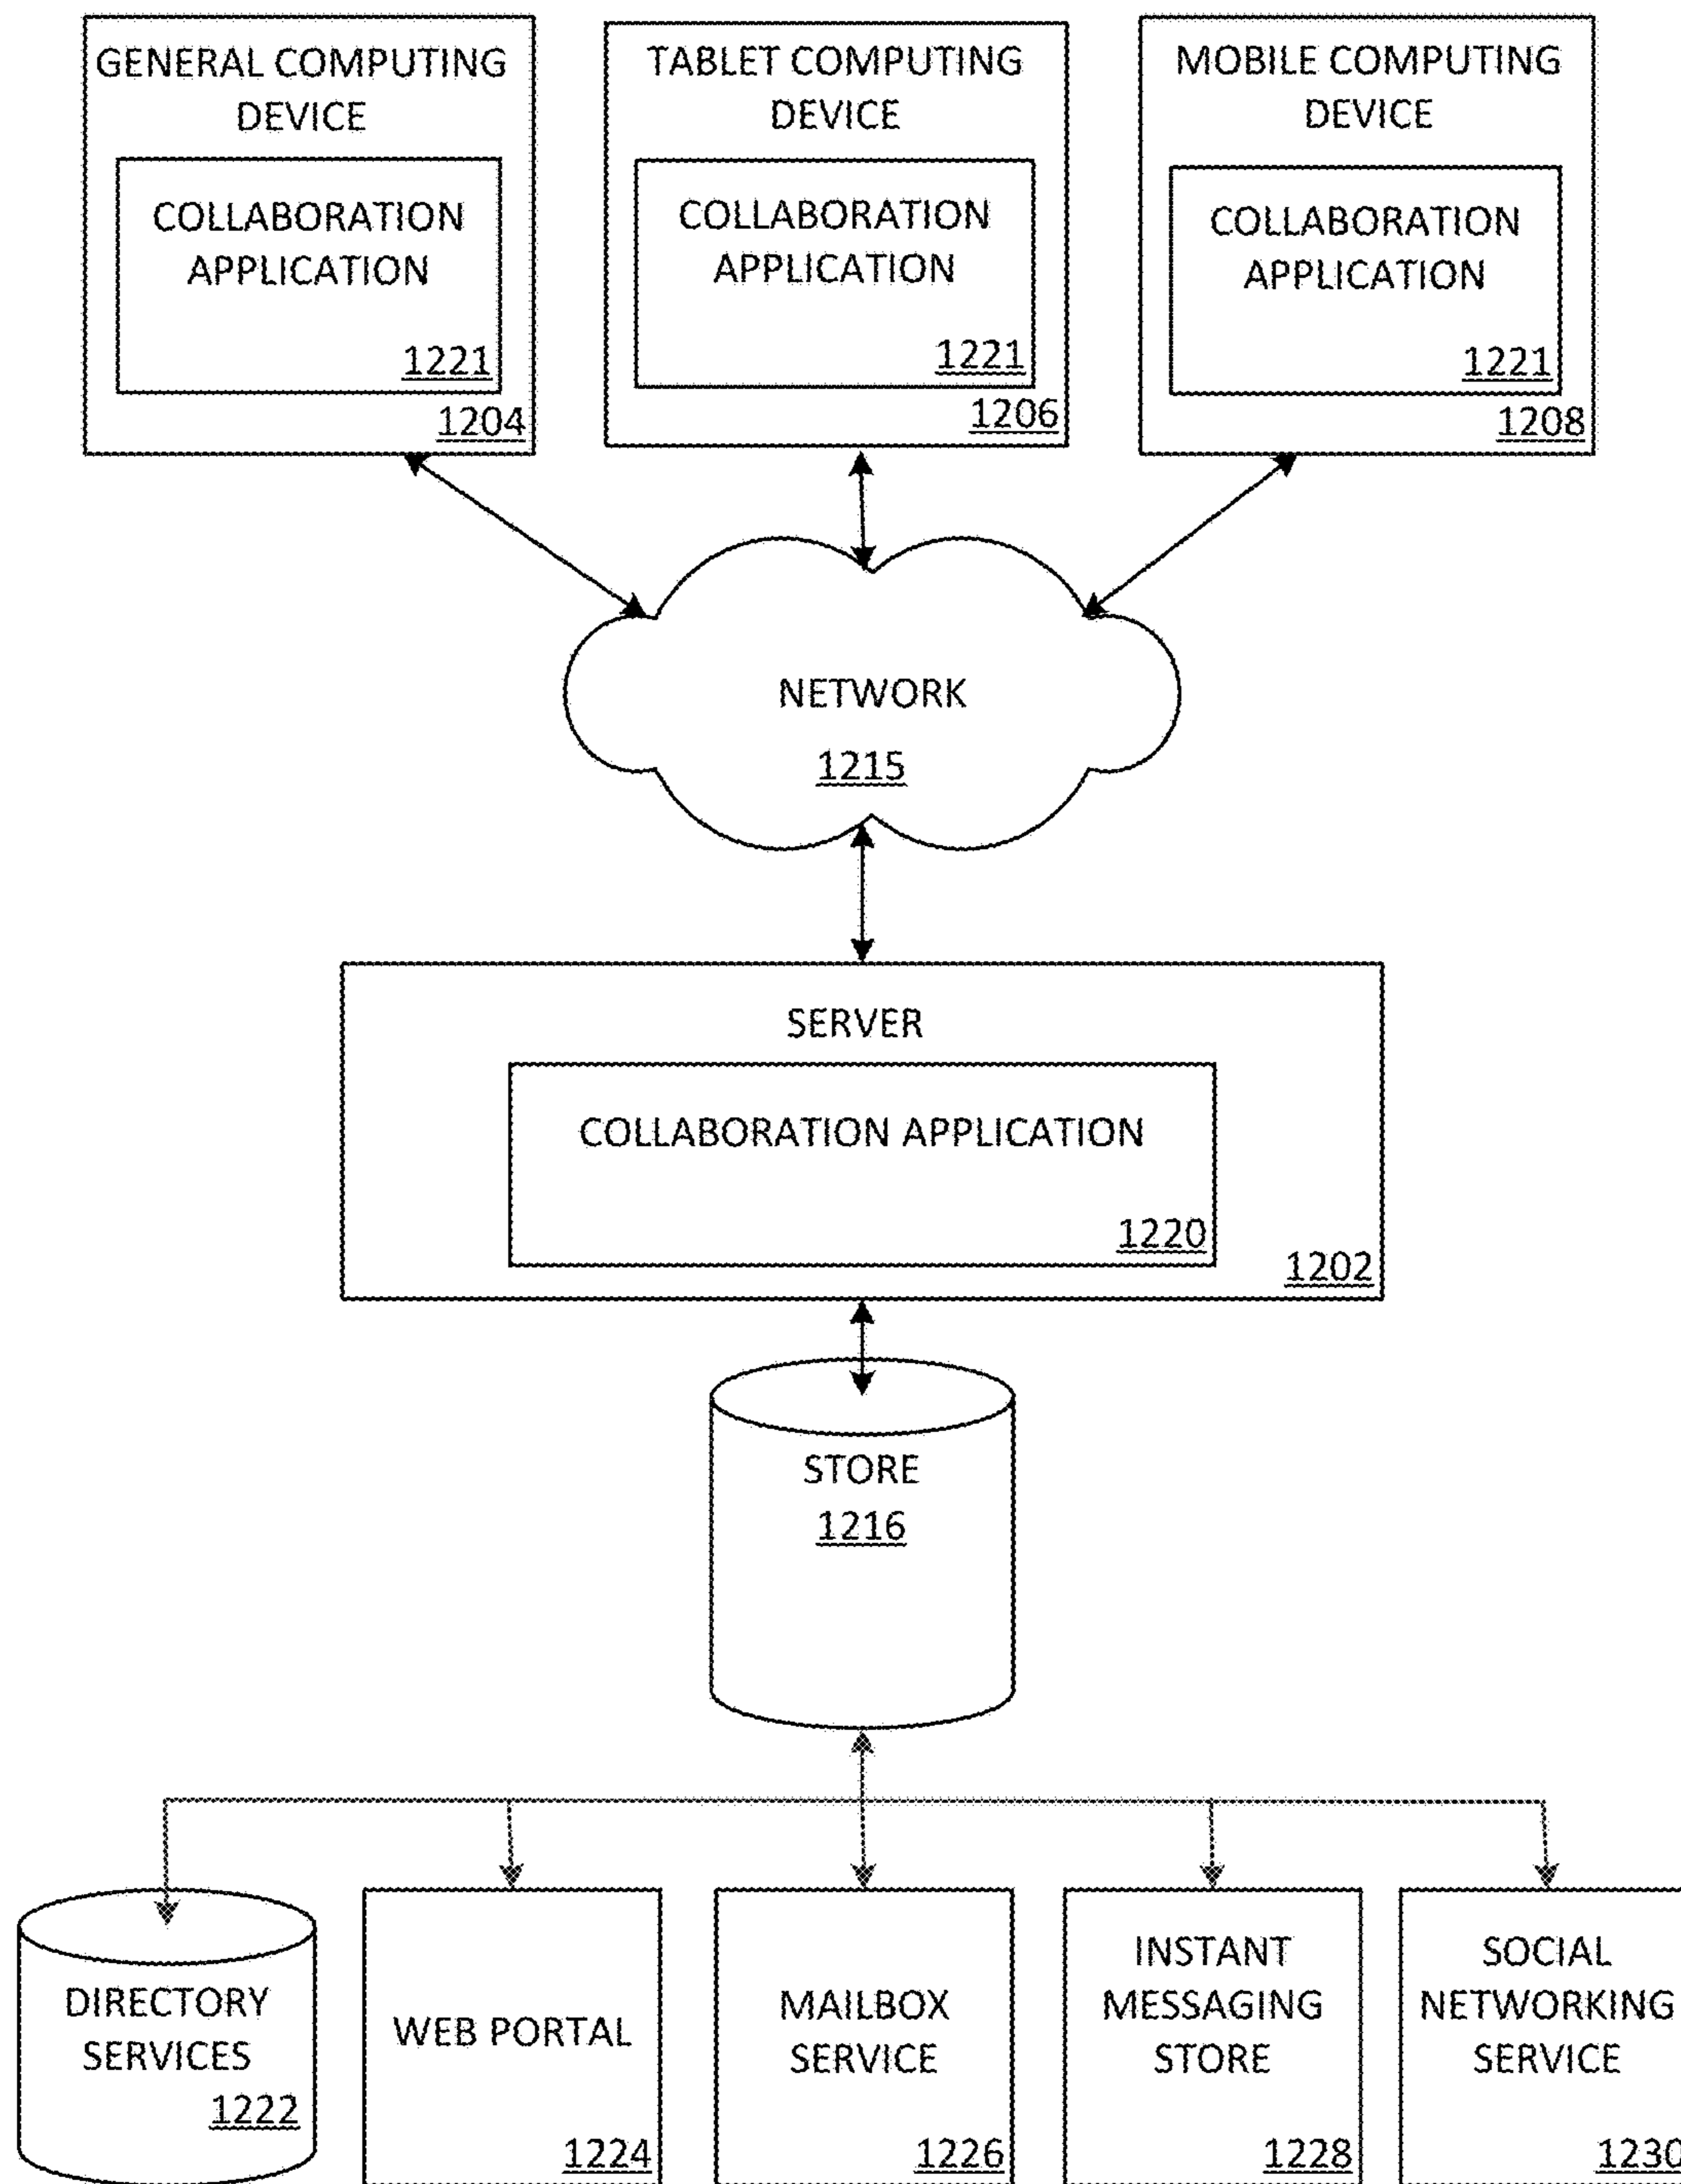 GENERAL COMPUTING
DEVICE
COLLABORATION
APPLICATION
1221
1204
TABLET COMPUTING
DEVICE
COLLABORATION
APPLICATION
1221
1206
MOBILE COMPUTING
DEVICE
COLLABORATION
APPLICATION
1221
1208
NETWORK
1215
SERVER
COLLABORATION APPLICATION
1220
1202
STORE
1216
DIRECTORY
SERVICES
1222
WEB PORTAL
1224
MAILBOX
SERVICE
1226
INSTANT
MESSAGING
STORE
1228
SOCIAL
NETWORKING
SERVICE
1230